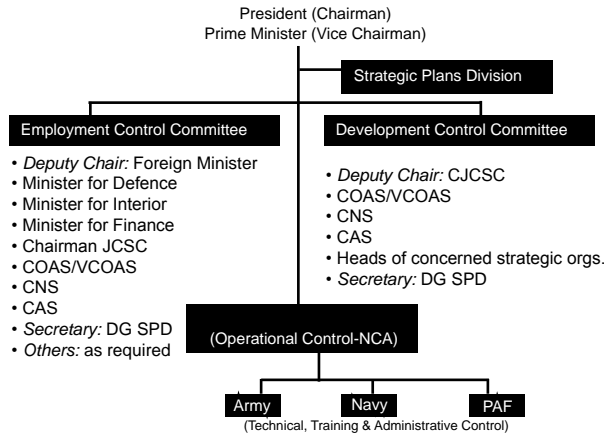 President (Chairman)
Prime Minister (Vice Chairman)
Strategic Plans Division
Employment Control Committee
• Deputy Chair: Foreign Minister
• Minister for Defence
• Minister for Interior
• Minister for Finance
• Chairman JCSC
• COAS/VCOAS
• CNS
• CAS
• Secretary: DG SPD
• Others: as required
Development Control Committee
• Deputy Chair: CJCSC
• COAS/VCOAS
• CNS
• CAS
• Heads of concerned strategic orgs.
• Secretary: DG SPD
(Operational Control-NCA)
Army
Navy
PAF
(Technical, Training & Administrative Control)